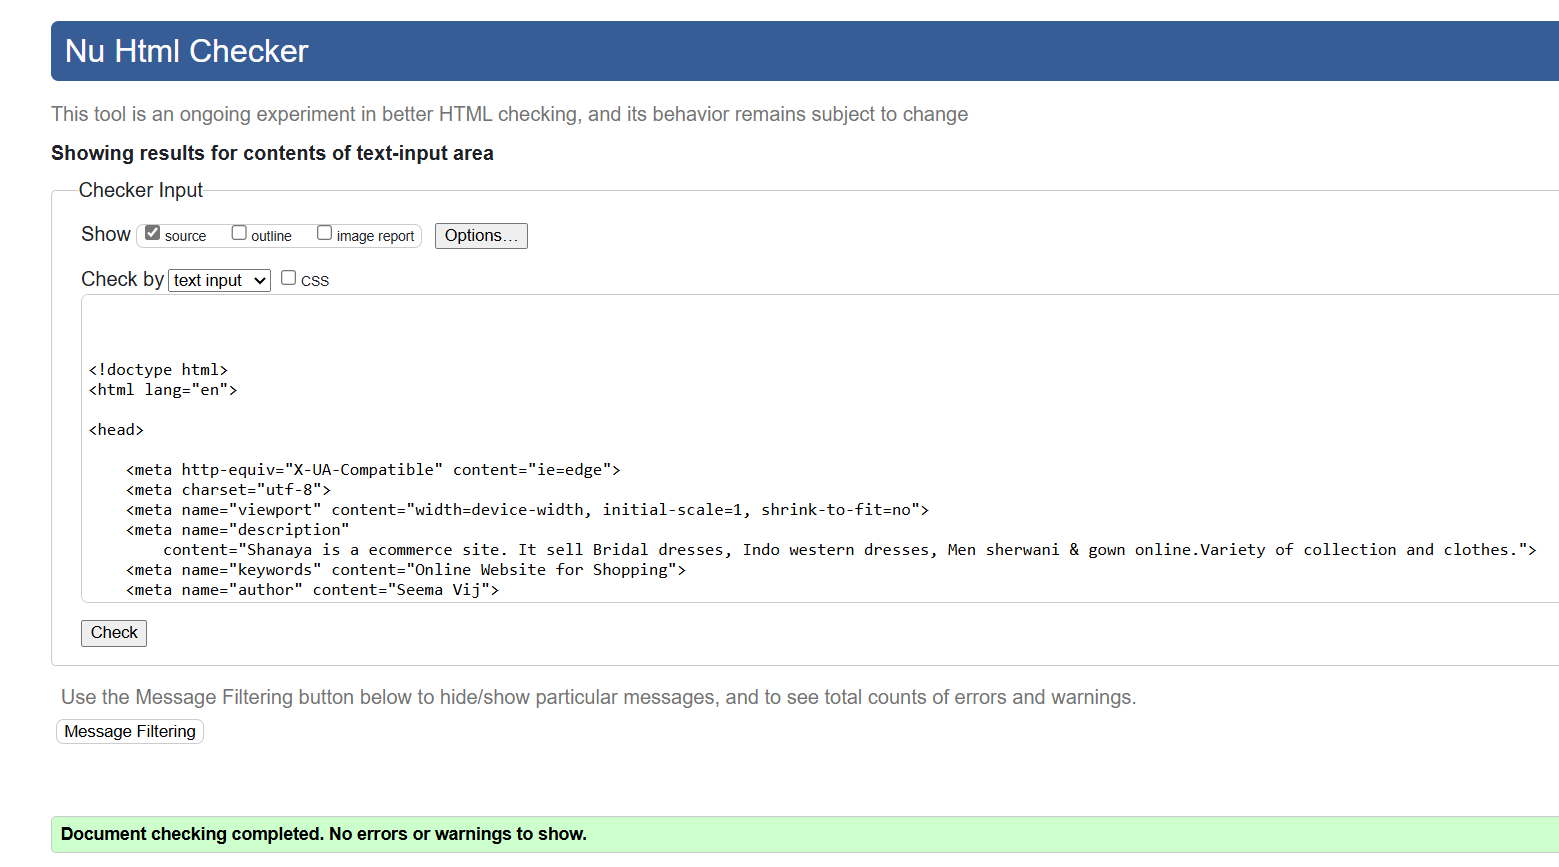 Nu Html Checker
This tool is an ongoing experiment in better HTML checking, and its behavior remains subject to change
Showing results for contents of text-input area
Checker Input
Show source outline image report Options…
Check by text input CSS
<!doctype html>
<html lang="en">
<head>
<meta http-equiv="X-UA-Compatible" content="ie=edge">
<meta charset="utf-8">
<meta name="viewport" content="width=device-width, initial-scale=1, shrink-to-fit=no">
<meta name="description"
content="Shanaya is a ecommerce site. It sell Bridal dresses, Indo western dresses, Men sherwani & gown online.Variety of collection and clothes.">
<meta name="keywords" content="Online Website for Shopping">
<meta name="author" content="Seema Vij">
Check
Use the Message Filtering button below to hide/show particular messages, and to see total counts of errors and warnings.
Message Filtering
Document checking completed. No errors or warnings to show.